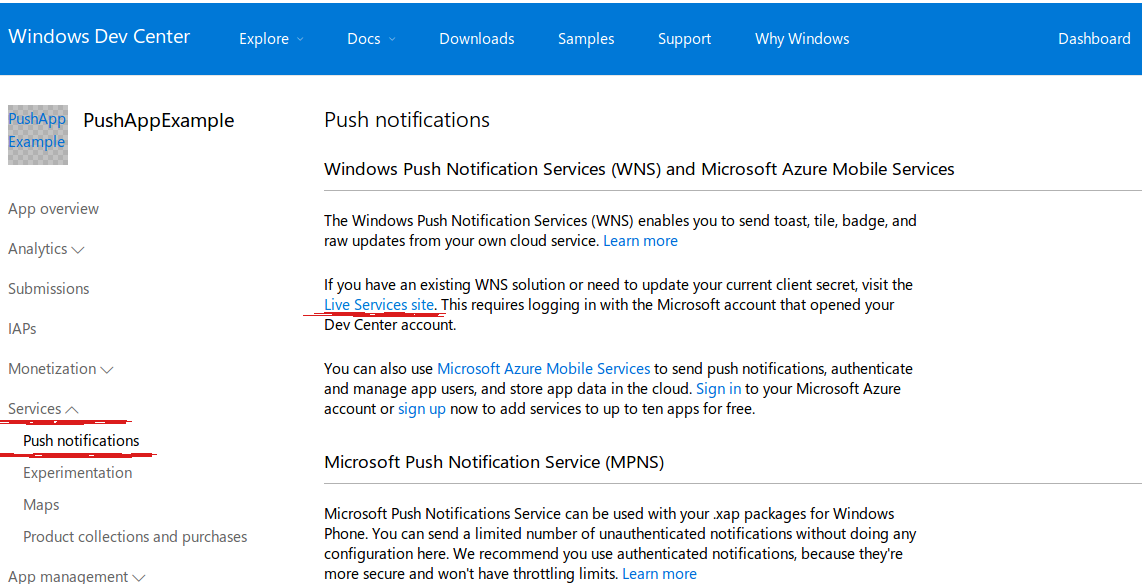 Windows Dev Center Explore Docs Downloads Samples Support Why Windows Dashboard
PushApp
Example
PushAppExample
App overview
Analytics
Submissions
IAPs
Monetization
Services
Push notifications
Experimentation
Maps
Product collections and purchases
App management
Push notifications
Windows Push Notification Services (WNS) and Microsoft Azure Mobile Services
The Windows Push Notification Services (WNS) enables you to send toast, tile, badge, and
raw updates from your own cloud service. Learn more
If you have an existing WNS solution or need to update your current client secret, visit the
Live Services site. This requires logging in with the Microsoft account that opened your
Dev Center account.
You can also use Microsoft Azure Mobile Services to send push notifications, authenticate
and manage app users, and store app data in the cloud. Sign in to your Microsoft Azure
account or sign up now to add services to up to ten apps for free.
Microsoft Push Notification Service (MPNS)
Microsoft Push Notifications Service can be used with your .xap packages for Windows
Phone. You can send a limited number of unauthenticated notifications without doing any
configuration here. We recommend you use authenticated notifications, because they're
more secure and won't have throttling limits. Learn more